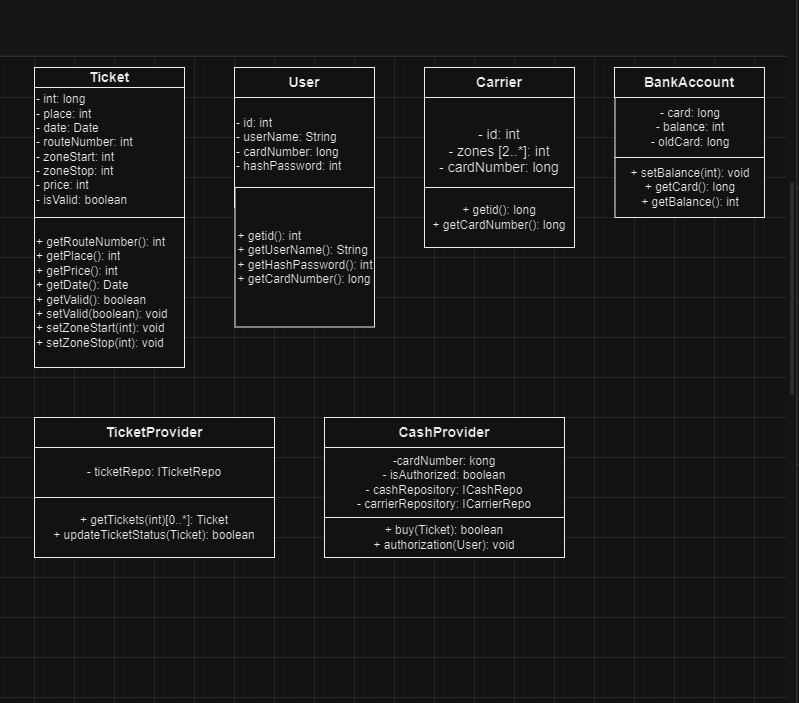 Ticket
- int: long
- place: int
- date: Date
- routeNumber: int
- zoneStart: int
- zoneStop: int
- price: int
- isValid: boolean
+ getRouteNumber(): int
+ getPlace(): int
+ getPrice(): int
+ getDate(): Date
+ getValid(): boolean
+ setValid(boolean): void
+ setZoneStart(int): void
+ setZoneStop(int): void
User
- id: int
- userName: String
- cardNumber: long
- hashPassword: int
+ getid(): int
+ getUserName(): String
+ getHashPassword(): int
+ getCardNumber(): long
Carrier
- id: int
- zones [2..*]: int
- cardNumber: long
+ getid(): long
+ getCardNumber(): long
BankAccount
- card: long
- balance: int
- oldCard: long
+ setBalance(int): void
+ getCard(): long
+ getBalance(): int
TicketProvider
- ticketRepo: ITicketRepo
+ getTickets(int)[0..*]: Ticket
+ updateTicketStatus(Ticket): boolean
CashProvider
-cardNumber: kong
- isAuthorized: boolean
- cashRepository: ICashRepo
- carrierRepository: ICarrierRepo
+ buy(Ticket): boolean
+ authorization(User): void